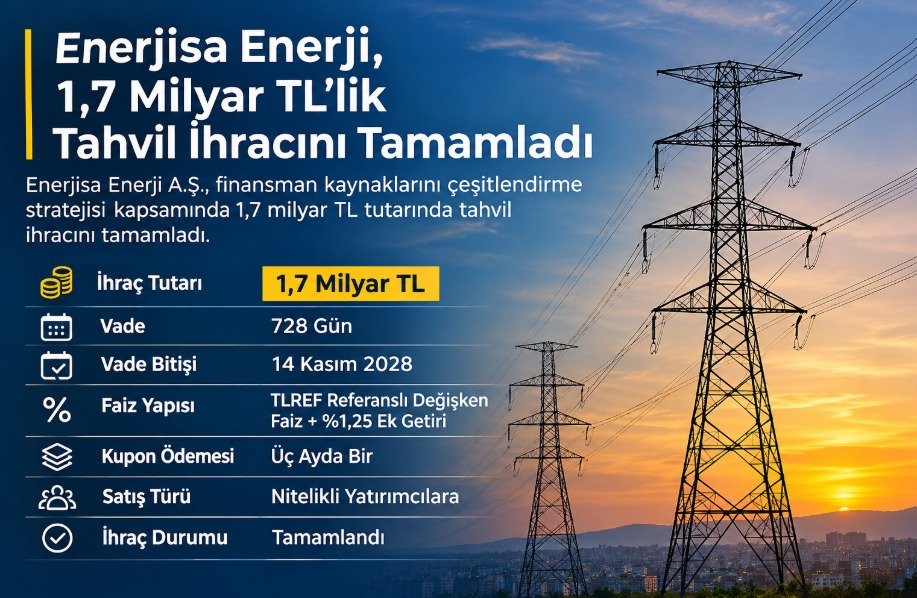 Enerjisa Enerji,
1,7 Milyar TL'lik
Tahvil İhracını Tamamladı
Enerjisa Enerji A.Ş., finansman kaynaklarını çeşitlendirme
stratejisi kapsamında 1,7 milyar TL tutarında tahvil
ihracını tamamladı.
İhraç Tutarı 1,7 Milyar TL
Vade 728 Gün
Vade Bitişi 14 Kasım 2028
Faiz Yapısı TLREF Referanslı Değişken
Faiz + %1,25 Ek Getiri
Kupon Ödemesi Üç Ayda Bir
Satış Türü Nitelikli Yatırımcılara
İhraç Durumu Tamamlandı